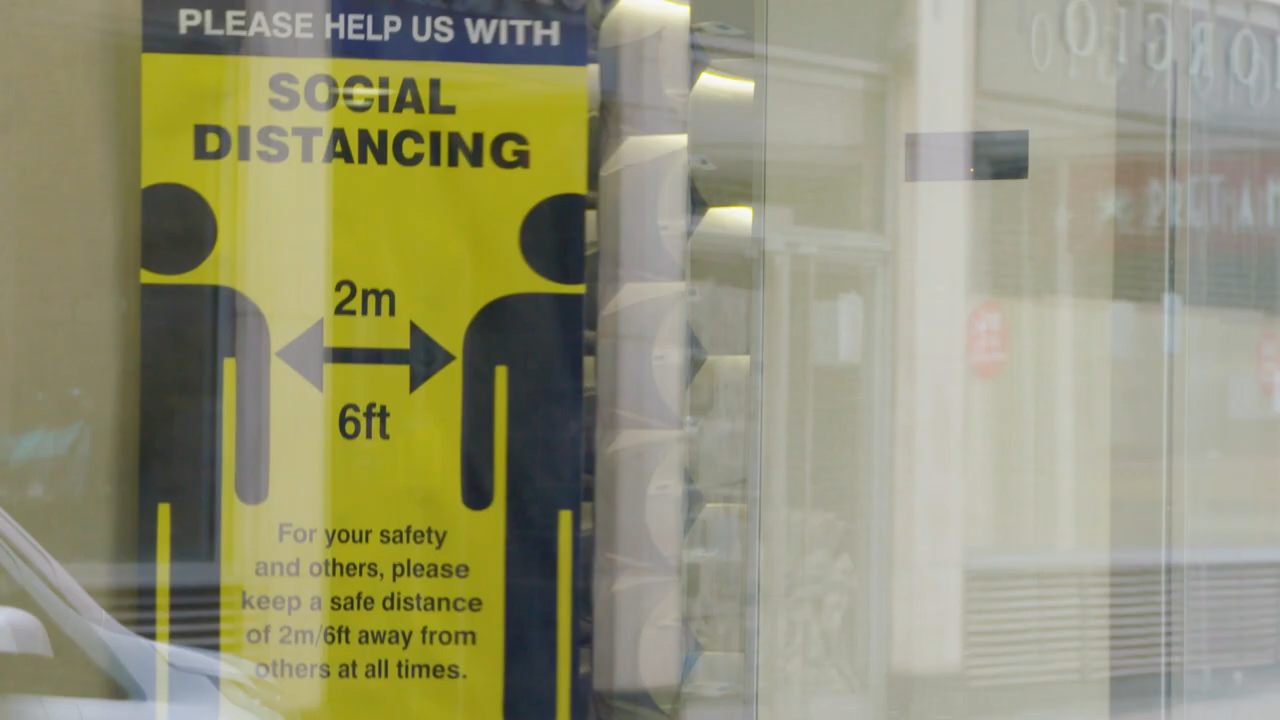 PLEASE HELP US WITH
SOCIAL
DISTANCING
2m
6ft
For your safety
and others, please
keep a safe distance
of 2m/6ft away from
others at all times.